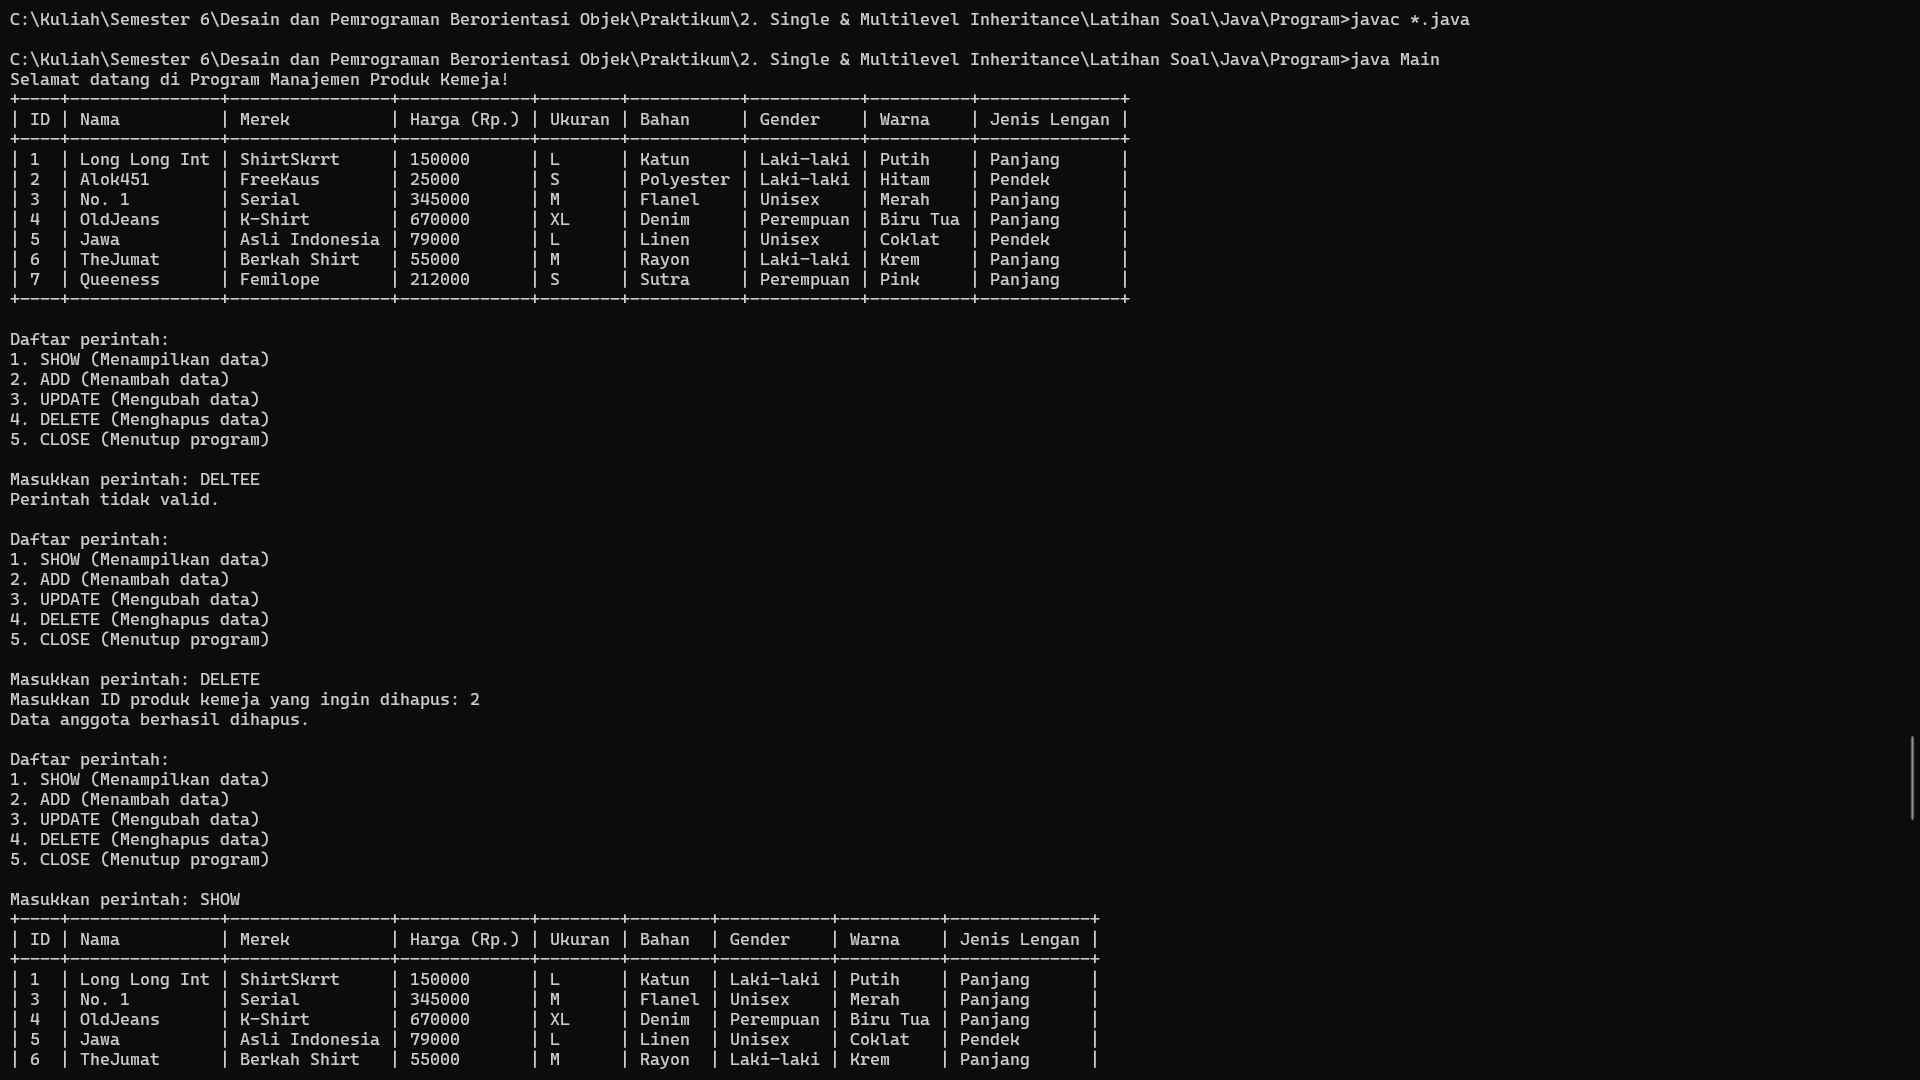 C:\Kuliah\Semester 6\Desain dan Pemrograman Berorientasi Objek\Praktikum\2. Single & Multilevel Inheritance\Latihan Soal\Java\Program>javac *.java

C:\Kuliah\Semester 6\Desain dan Pemrograman Berorientasi Objek\Praktikum\2. Single & Multilevel Inheritance\Latihan Soal\Java\Program>java Main
Selamat datang di Program Manajemen Produk Kemeja!
+----+---------------+----------------+-------------+--------+-----------+-----------+----------+--------------+
| ID | Nama          | Merek          | Harga (Rp.) | Ukuran | Bahan     | Gender    | Warna    | Jenis Lengan |
+----+---------------+----------------+-------------+--------+-----------+-----------+----------+--------------+
| 1  | Long Long Int | ShirtSkrrt     | 150000      | L      | Katun     | Laki-laki | Putih    | Panjang      |
| 2  | Alok451       | FreeKaus       | 25000       | S      | Polyester | Laki-laki | Hitam    | Pendek       |
| 3  | No. 1         | Serial         | 345000      | M      | Flanel    | Unisex    | Merah    | Panjang      |
| 4  | OldJeans      | K-Shirt        | 670000      | XL     | Denim     | Perempuan | Biru Tua | Panjang      |
| 5  | Jawa          | Asli Indonesia | 79000       | L      | Linen     | Unisex    | Coklat   | Pendek       |
| 6  | TheJumat      | Berkah Shirt   | 55000       | M      | Rayon     | Laki-laki | Krem     | Panjang      |
| 7  | Queeness      | Femilope       | 212000      | S      | Sutra     | Perempuan | Pink     | Panjang      |
+----+---------------+----------------+-------------+--------+-----------+-----------+----------+--------------+

Daftar perintah:
1. SHOW (Menampilkan data)
2. ADD (Menambah data)
3. UPDATE (Mengubah data)
4. DELETE (Menghapus data)
5. CLOSE (Menutup program)

Masukkan perintah: DELTEE
Perintah tidak valid.

Daftar perintah:
1. SHOW (Menampilkan data)
2. ADD (Menambah data)
3. UPDATE (Mengubah data)
4. DELETE (Menghapus data)
5. CLOSE (Menutup program)

Masukkan perintah: DELETE
Masukkan ID produk kemeja yang ingin dihapus: 2
Data anggota berhasil dihapus.

Daftar perintah:
1. SHOW (Menampilkan data)
2. ADD (Menambah data)
3. UPDATE (Mengubah data)
4. DELETE (Menghapus data)
5. CLOSE (Menutup program)

Masukkan perintah: SHOW
+----+---------------+----------------+-------------+--------+--------+-----------+----------+--------------+
| ID | Nama          | Merek          | Harga (Rp.) | Ukuran | Bahan  | Gender    | Warna    | Jenis Lengan |
+----+---------------+----------------+-------------+--------+--------+-----------+----------+--------------+
| 1  | Long Long Int | ShirtSkrrt     | 150000      | L      | Katun  | Laki-laki | Putih    | Panjang      |
| 3  | No. 1         | Serial         | 345000      | M      | Flanel | Unisex    | Merah    | Panjang      |
| 4  | OldJeans      | K-Shirt        | 670000      | XL     | Denim  | Perempuan | Biru Tua | Panjang      |
| 5  | Jawa          | Asli Indonesia | 79000       | L      | Linen  | Unisex    | Coklat   | Pendek       |
| 6  | TheJumat      | Berkah Shirt   | 55000       | M      | Rayon  | Laki-laki | Krem     | Panjang      |